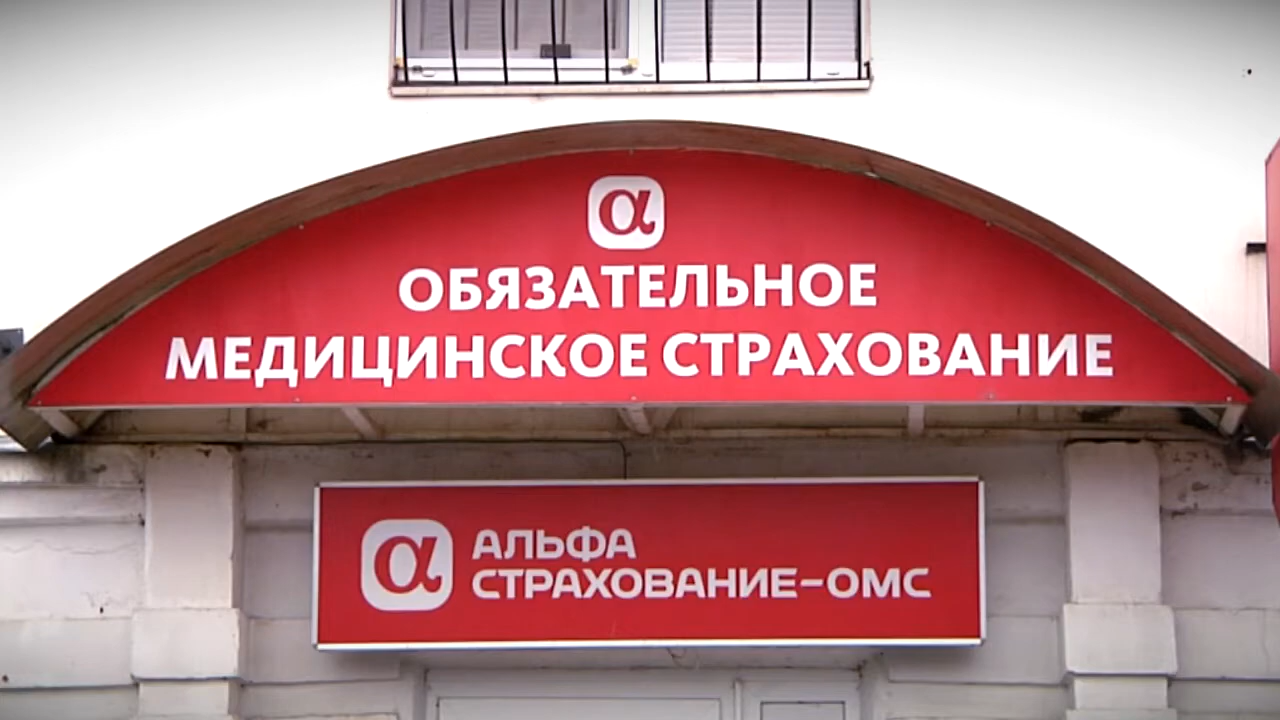 α
ОБЯЗАТЕЛЬНОЕ
МЕДИЦИНСКОЕ СТРАХОВАНИЕ
α
АЛЬФА
СТРАХОВАНИЕ-ОМС